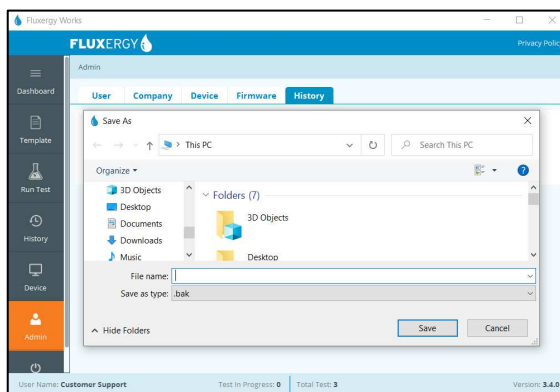 Fluxergy Works
FLUXERGY
Privacy Polic
Dashboard
Template
Run Test
History
Device
Admin
Admin
User Company Device Firmware History
Save As
This PC
Search This PC
Organize
3D Objects
Desktop
Documents
Downloads
Music
Folders (7)
3D Objects
Desktop
File name:
Save as type: .bak
Hide Folders
Save Cancel
User Name: Customer Support Test In Progress: 0 Total Test: 3 Version: 3.4.0